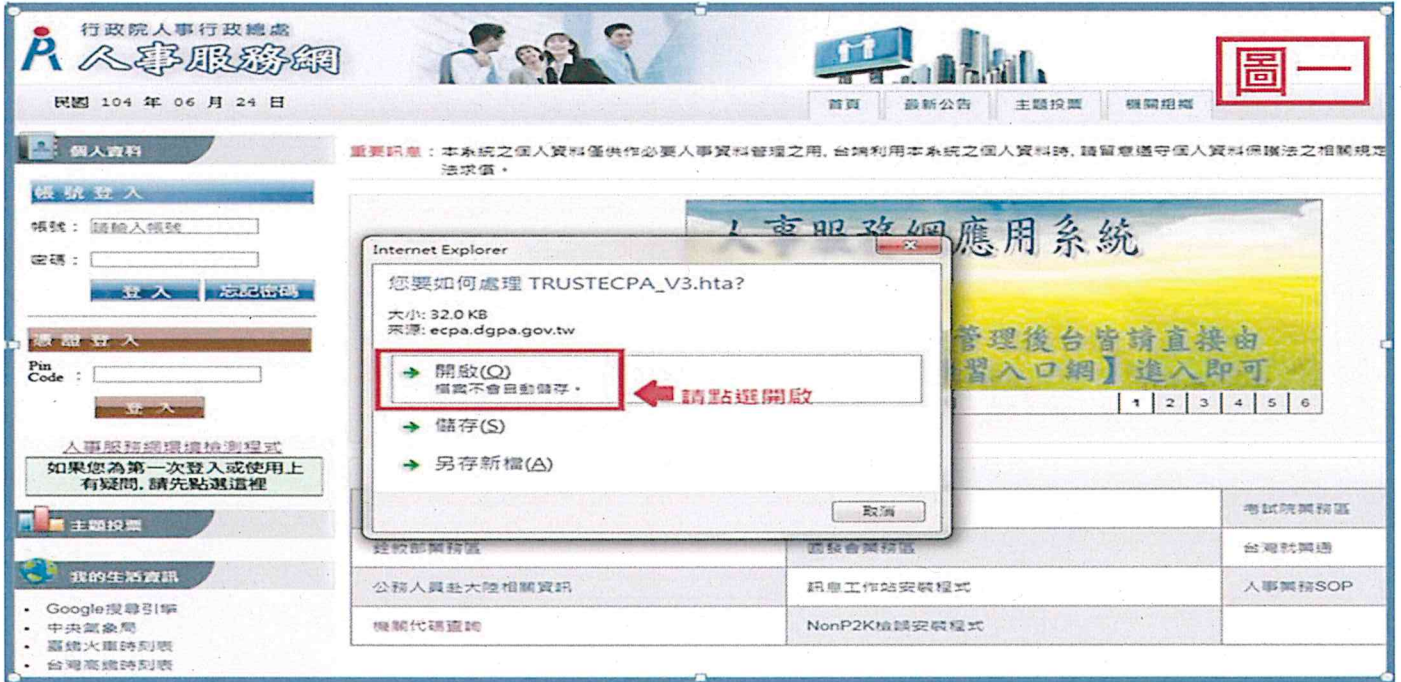 行政院人事行政總處
人事服務網
圖一
民國 104 年 06 月 24 日
首頁
最新公告
主題投票
機關組織
個人資料
重要訊息：本系統之個人資料僅供作必要人事資料管理之用, 台端利用本系統之個人資料時, 請留意遵守個人資料保護法之相關規定
法求償。
帳號登入
帳號：請輸入帳號
密碼：
登入
忘記密碼
憑證登入
Pin Code：
登入
人事服務網環境檢測程式
如果您為第一次登入或使用上
有疑問, 請先點選這裡
主題投票
我的生活資訊
Google搜尋引擎
中央氣象局
臺鐵火車時刻表
台灣高鐵時刻表
人事服務網應用系統
管理後台皆請直接由
習入口網】進入即可
1 2 3 4 5 6
Internet Explorer
您要如何處理 TRUSTECPA_V3.hta?
大小: 32.0 KB
來源: ecpa.dgpa.gov.tw
開啟(O)
檔案不會自動儲存。
請點選開啟
儲存(S)
另存新檔(A)
取消
考試院業務區
銓敘部業務區
國發會業務區
台灣就業通
公務人員赴大陸相關資訊
訊息工作站安裝程式
人事業務SOP
機關代碼查詢
NonP2K檢誤安裝程式